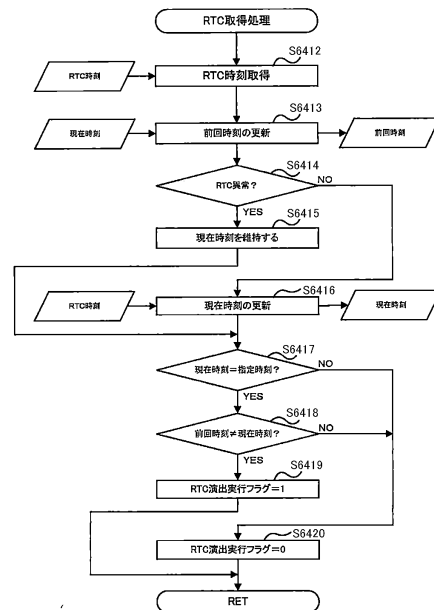 RTC取得処理
S6412
RTC時刻
RTC時刻取得
S6413
現在時刻
前回時刻の更新
前回時刻
S6414
RTC異常?
NO
YES
S6415
現在時刻を維持する
S6416
RTC時刻
現在時刻の更新
現在時刻
S6417
現在時刻=指定時刻?
NO
YES
S6418
前回時刻≠現在時刻?
NO
YES
S6419
RTC演出実行フラグ=1
S6420
RTC演出実行フラグ=0
RET